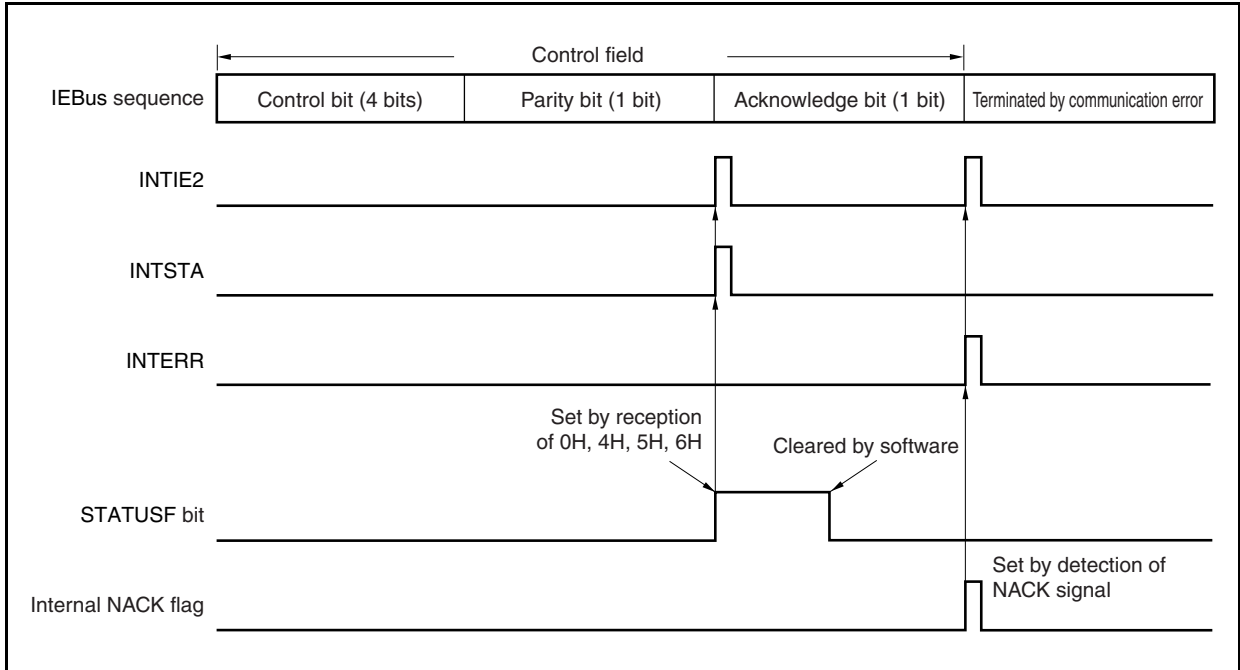 Control field
IEBus sequence
Control bit (4 bits)
Parity bit (1 bit)
Acknowledge bit (1 bit)
Terminated by communication error
INTIE2
INTSTA
INTERR
Set by reception
of 0H, 4H, 5H, 6H
Cleared by software
STATUSF bit
Set by detection of
NACK signal
Internal NACK flag